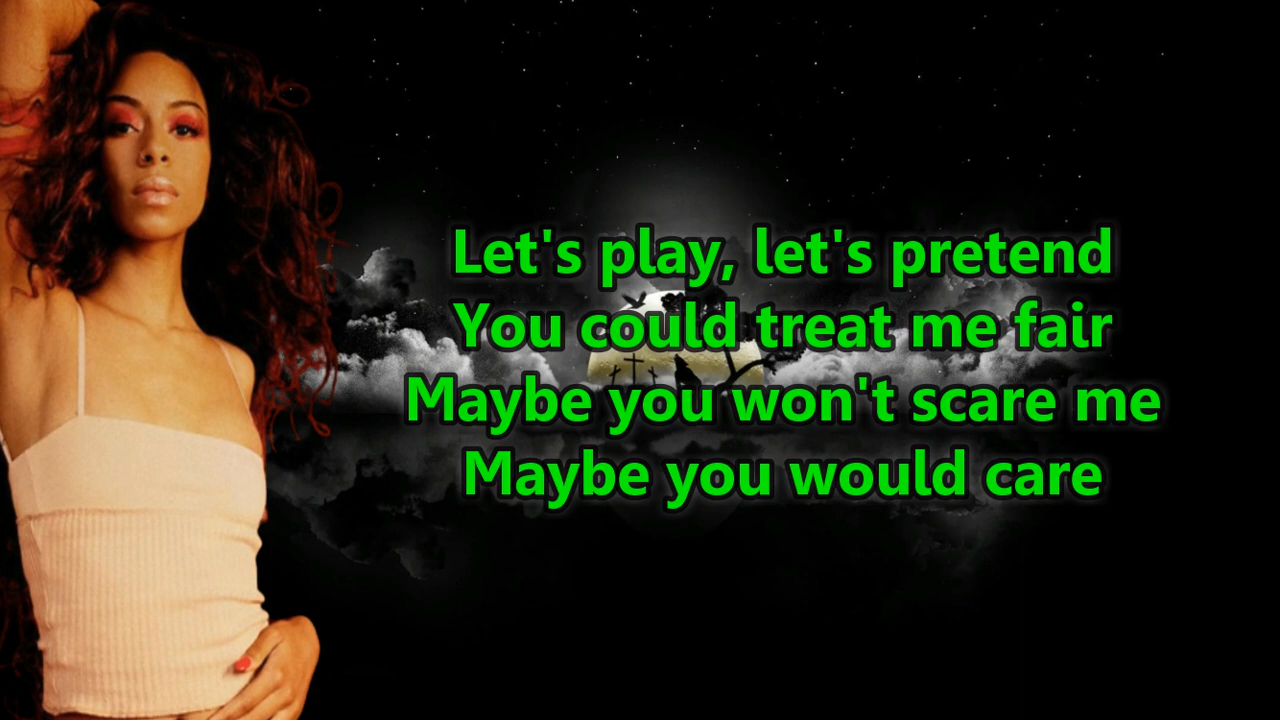 Let's play, let's pretend
You could treat me fair
Maybe you won't scare me
Maybe you would care